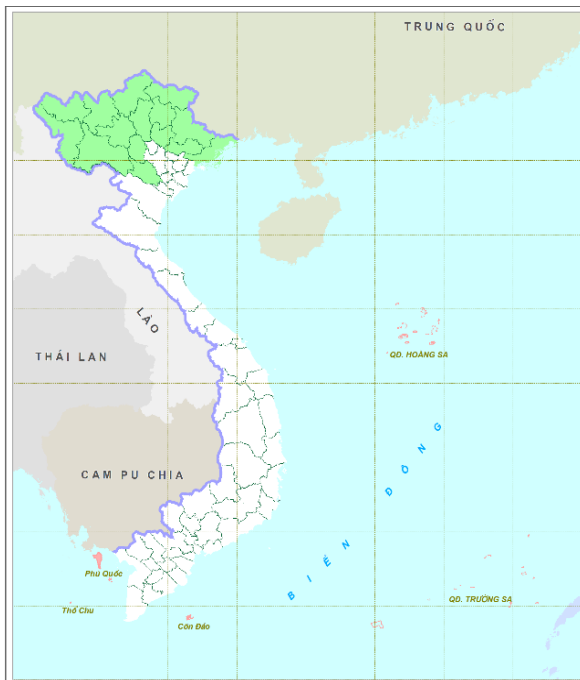 TRUNG QUỐC
LÀO
THÁI LAN
QĐ. HOÀNG SA
CAM PU CHIA
BIỂN ĐÔNG
Phú Quốc
Thổ Chu
Côn Đảo
QĐ. TRƯỜNG SA